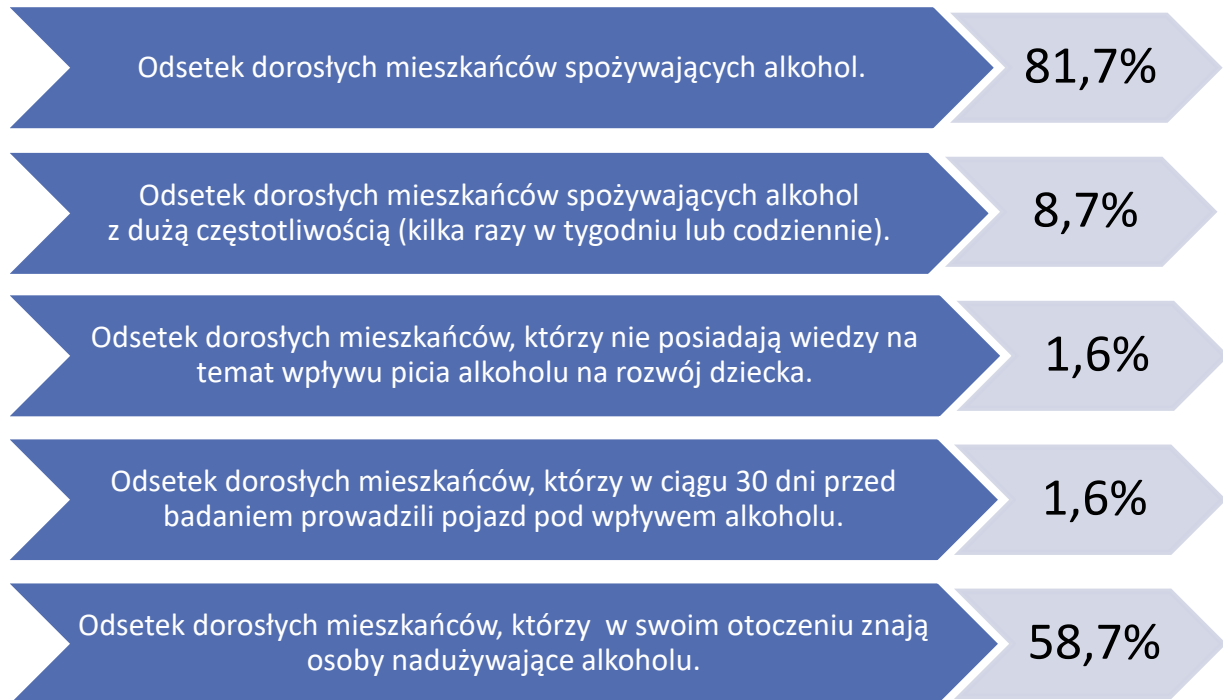 Odsetek dorosłych mieszkańców spożywających alkohol.
81,7%
Odsetek dorosłych mieszkańców spożywających alkohol
z dużą częstotliwością (kilka razy w tygodniu lub codziennie).
8,7%
Odsetek dorosłych mieszkańców, którzy nie posiadają wiedzy na
temat wpływu picia alkoholu na rozwój dziecka.
1,6%
Odsetek dorosłych mieszkańców, którzy w ciągu 30 dni przed
badaniem prowadzili pojazd pod wpływem alkoholu.
1,6%
Odsetek dorosłych mieszkańców, którzy w swoim otoczeniu znają
osoby nadużywające alkoholu.
58,7%